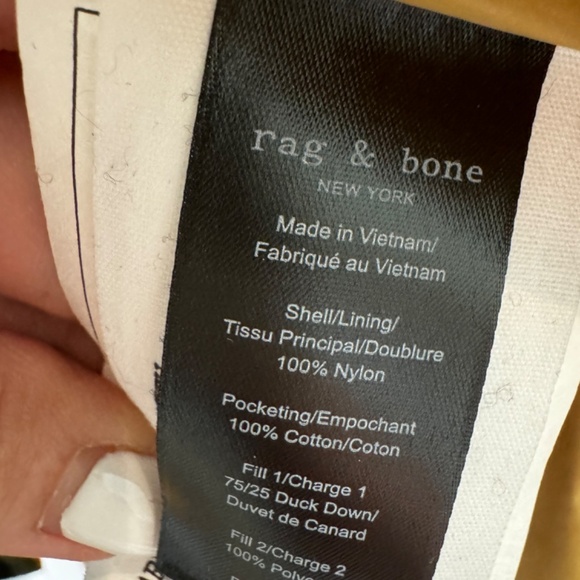 rag & bone
NEW YORK
Made in Vietnam/
Fabriqué au Vietnam
Shell/Lining/
Tissu Principal/Doublure
100% Nylon
Pocketing/Empochant
100% Cotton/Coton
Fill 1/Charge 1
75/25 Duck Down/
Duvet de Canard
Fill 2/Charge 2
100%